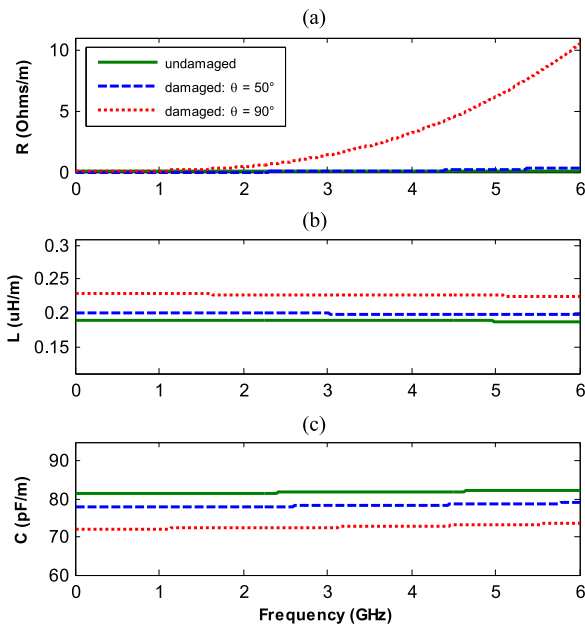 (a)
R (Ohms/m)
10
5
0
undamaged
damaged: θ = 50°
damaged: θ = 90°
0 1 2 3 4 5 6
(b)
L (uH/m)
0.3
0.25
0.2
0.15
0 1 2 3 4 5 6
(c)
C (pF/m)
90
80
70
60
0 1 2 3 4 5 6
Frequency (GHz)